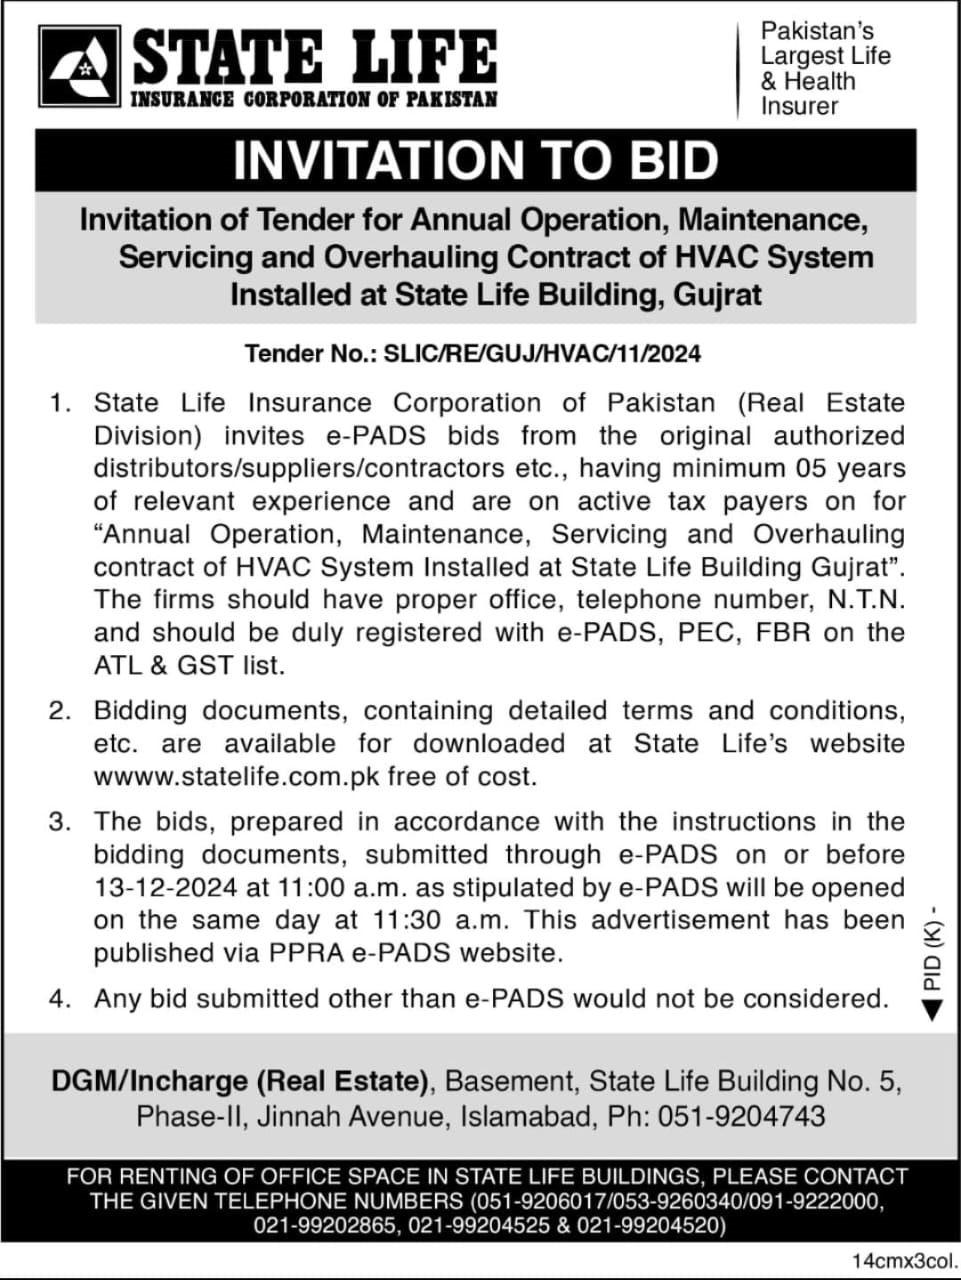 STATE LIFE
INSURANCE CORPORATION OF PAKISTAN
Pakistan's
Largest Life
& Health
Insurer
INVITATION TO BID
Invitation of Tender for Annual Operation, Maintenance,
Servicing and Overhauling Contract of HVAC System
Installed at State Life Building, Gujrat
Tender No.: SLIC/RE/GUJ/HVAC/11/2024
1. State Life Insurance Corporation of Pakistan (Real Estate
Division) invites e-PADS bids from the original authorized
distributors/suppliers/contractors etc., having minimum 05 years
of relevant experience and are on active tax payers on for
“Annual Operation, Maintenance, Servicing and Overhauling
contract of HVAC System Installed at State Life Building Gujrat”.
The firms should have proper office, telephone number, N.T.N.
and should be duly registered with e-PADS, PEC, FBR on the
ATL & GST list.
2. Bidding documents, containing detailed terms and conditions,
etc. are available for downloaded at State Life's website
wwww.statelife.com.pk free of cost.
3. The bids, prepared in accordance with the instructions in the
bidding documents, submitted through e-PADS on or before
13-12-2024 at 11:00 a.m. as stipulated by e-PADS will be opened
on the same day at 11:30 a.m. This advertisement has been
published via PPRA e-PADS website.
4. Any bid submitted other than e-PADS would not be considered.
◀ PID (K) -
DGM/Incharge (Real Estate), Basement, State Life Building No. 5,
Phase-II, Jinnah Avenue, Islamabad, Ph: 051-9204743
FOR RENTING OF OFFICE SPACE IN STATE LIFE BUILDINGS, PLEASE CONTACT
THE GIVEN TELEPHONE NUMBERS (051-9206017/053-9260340/091-9222000,
021-99202865, 021-99204525 & 021-99204520)
14cmx3col.